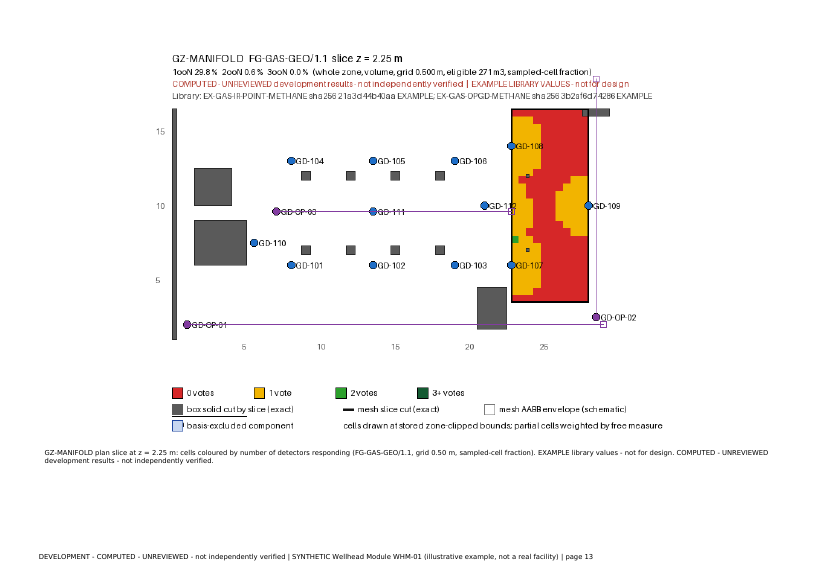 GZ-MANIFOLD FG-GAS-GEO/1.1 slice z = 2.25 m
1ooN 29.8% 2ooN 0.6% 3ooN 0.0% (whole zone, volume, grid 0.500 m, eligible 271 m3, sampled-cell fraction)
COMPUTED - UNREVIEWED development results - not independently verified | EXAMPLE LIBRARY VALUES - not for design
Library: EX-GAS-IR-POINT-METHANE sha256 EXAMPLE; EX-GAS-OPGD-METHANE EXAMPLE
15
GD-108
GD-104 GD-105 GD-106
10
GD-OP-03 GD-111 GD-112 GD-109
GD-110
5
GD-101 GD-102 GD-103 GD-107
GD-OP-01 GD-OP-02
5 10 15 20 25
0 votes 1 vote 2 votes 3+ votes
box solid cut by slice (exact) mesh slice cut (exact) mesh AABB envelope (schematic)
basis-excluded component cells drawn at stored zone-clipped bounds; partial cells weighted by free measure
GZ-MANIFOLD plan slice at z = 2.25 m: cells coloured by number of detectors responding (FG-GAS-GEO/1.1, grid 0.50 m, sampled-cell fraction). EXAMPLE library values - not for design. COMPUTED - UNREVIEWED
development results - not independently verified.
DEVELOPMENT - COMPUTED - UNREVIEWED - not independently verified | SYNTHETIC Wellhead Module WHM-01 (illustrative example, not a real facility) | page 13